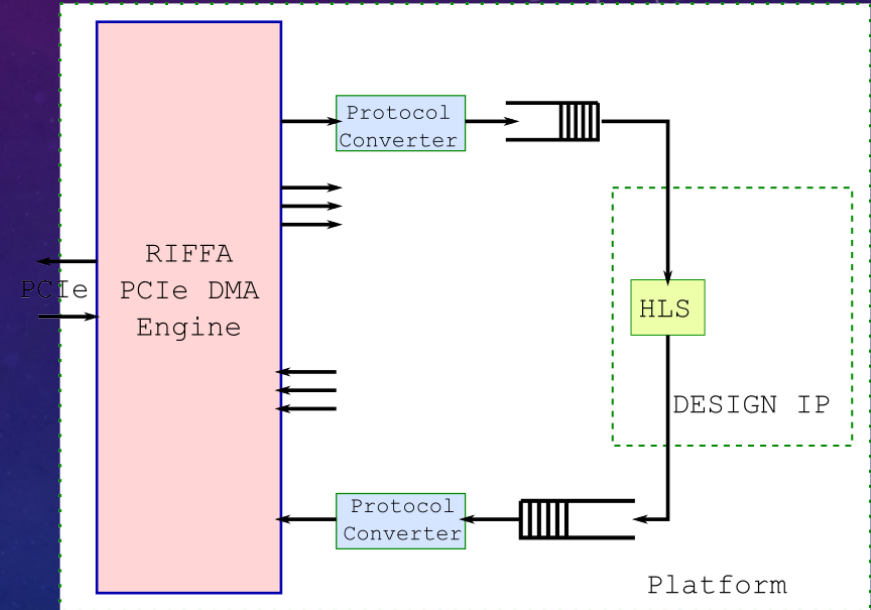 Protocol
Converter
RIFFA
PCIe DMA
Engine
PCIe
HLS
DESIGN IP
Protocol
Converter
Platform